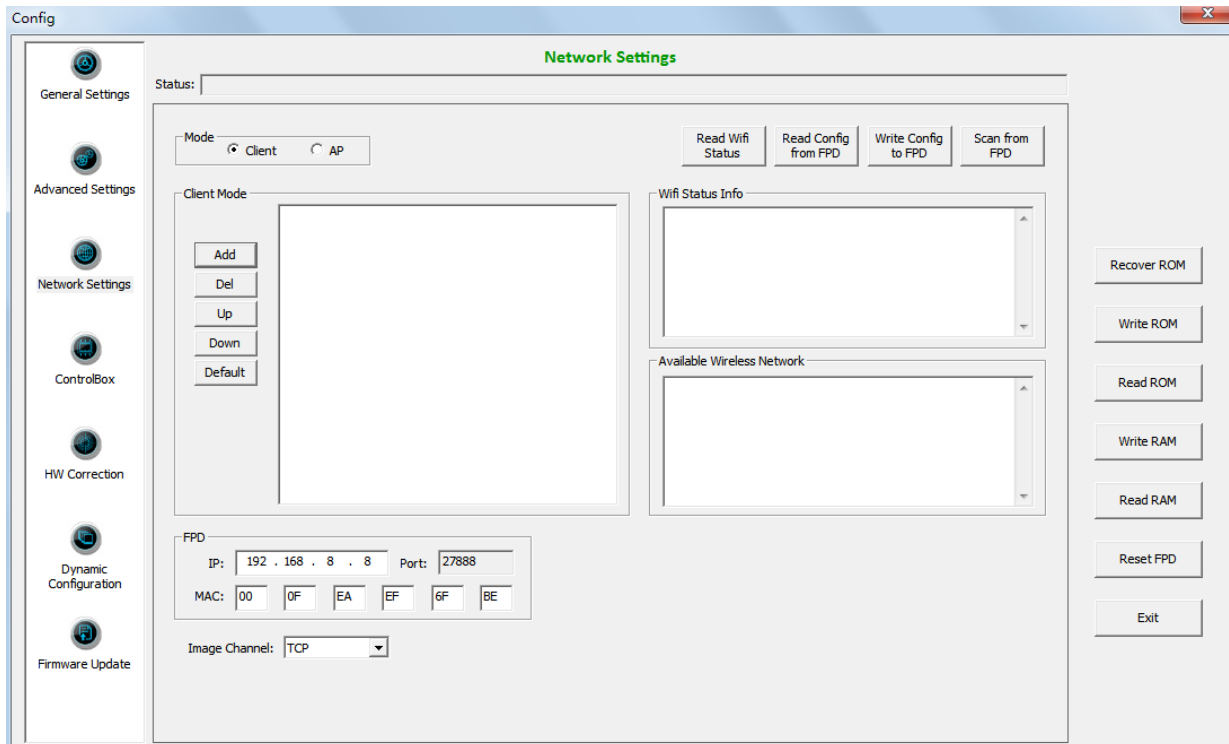 Config
General Settings
Advanced Settings
Network Settings
ControlBox
HW Correction
Dynamic
Configuration
Firmware Update
Network Settings
Status:
Mode
Client
AP
Read Wifi
Status
Read Config
from FPD
Write Config
to FPD
Scan from
FPD
Client Mode
Add
Del
Up
Down
Default
Wifi Status Info
Available Wireless Network
FPD
IP: 192 . 168 . 8 . 8 Port: 27888
MAC: 00 0F EA EF 6F BE
Image Channel: TCP
Recover ROM
Write ROM
Read ROM
Write RAM
Read RAM
Reset FPD
Exit